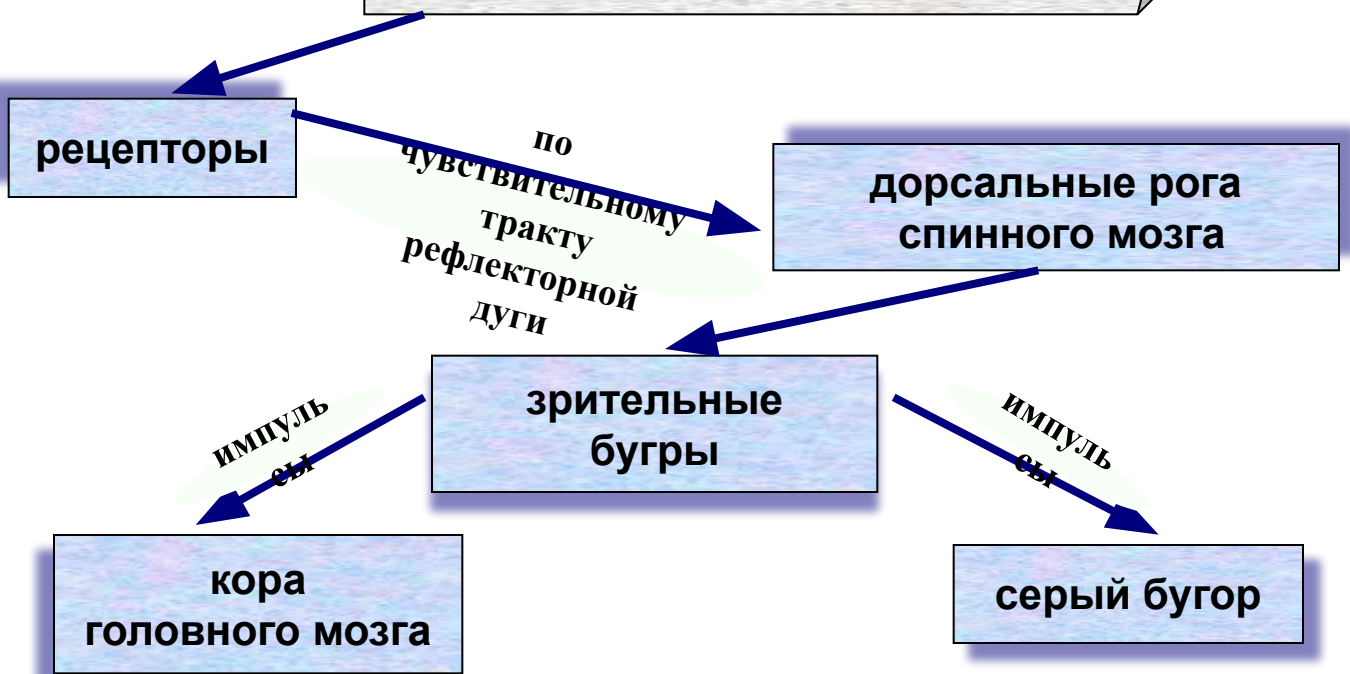 рецепторы
по
чувствительному
тракту
рефлекторной
дуги
дорсальные рога
спинного мозга
зрительные
бугры
импуль
сы
импуль
сы
кора
головного мозга
серый бугор